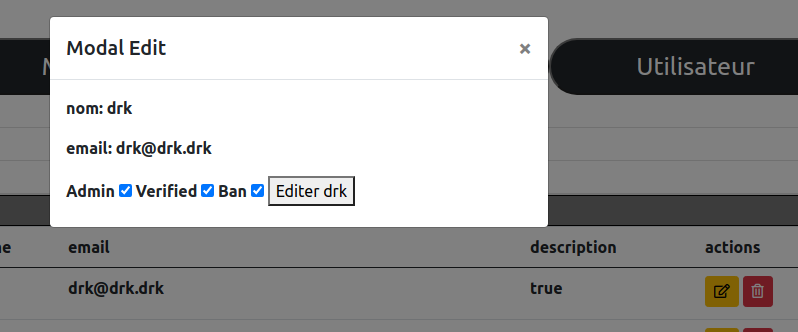 Modal Edit ×
Utilisateur
nom: drk
email: drk@drk.drk
Admin Verified Ban Editer drk
email description actions
drk@drk.drk true